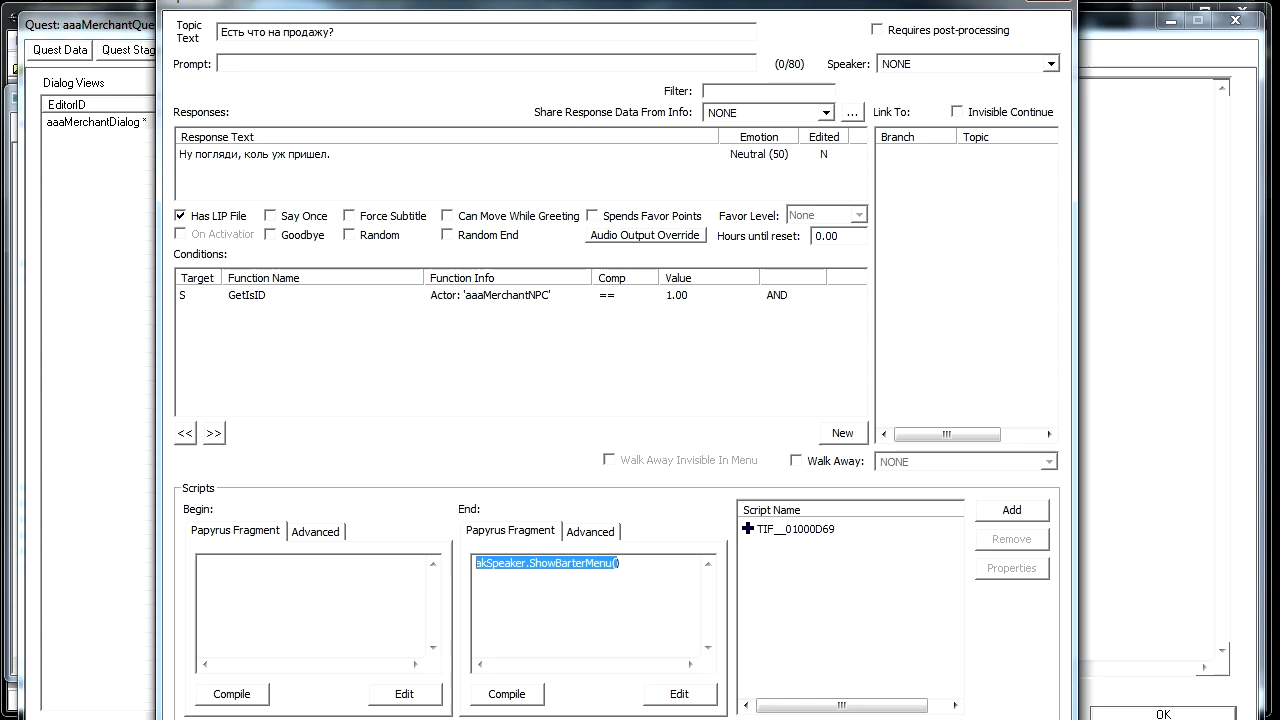 Quest: aaaMerchantQue
Quest Data
Quest Stag
Dialog Views
EditorID
aaaMerchantDialog *
Topic
Text
Есть что на продажу?
Requires post-processing
Prompt:
(0/80)
Speaker:
NONE
Filter:
Responses:
Share Response Data From Info:
NONE
...
Link To:
Invisible Continue
Response Text
Emotion
Edited
Branch
Topic
Ну погляди, коль уж пришел.
Neutral (50)
N
Has LIP File
Say Once
Force Subtitle
Can Move While Greeting
Spends Favor Points
Favor Level:
None
On Activation
Goodbye
Random
Random End
Audio Output Override
Hours until reset:
0.00
Conditions:
Target
Function Name
Function Info
Comp
Value
S
GetIsID
Actor: 'aaaMerchantNPC'
==
1.00
AND
<<
>>
New
Walk Away Invisible In Menu
Walk Away:
NONE
Scripts
Begin:
End:
Papyrus Fragment
Advanced
Papyrus Fragment
Advanced
Script Name
Add
TIF__01000D69
Remove
Properties
akSpeaker.ShowBarterMenu()
Compile
Edit
Compile
Edit
OK